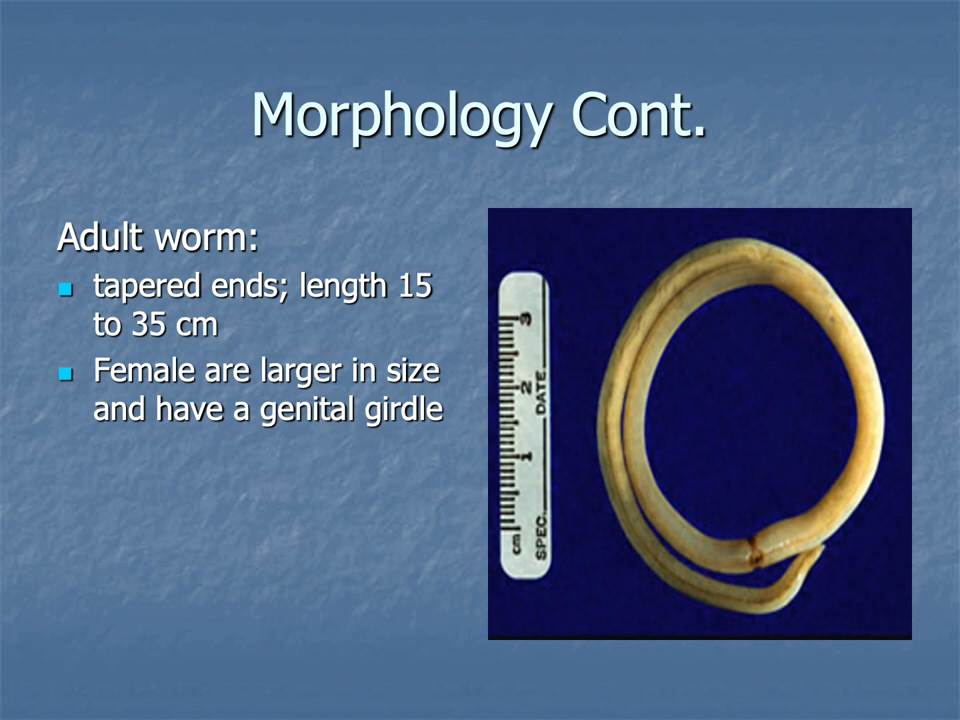 Morphology Cont.
Adult worm:
tapered ends; length 15
to 35 cm
Female are larger in size
and have a genital girdle
3
2
1
cm
DATE
SPEC.